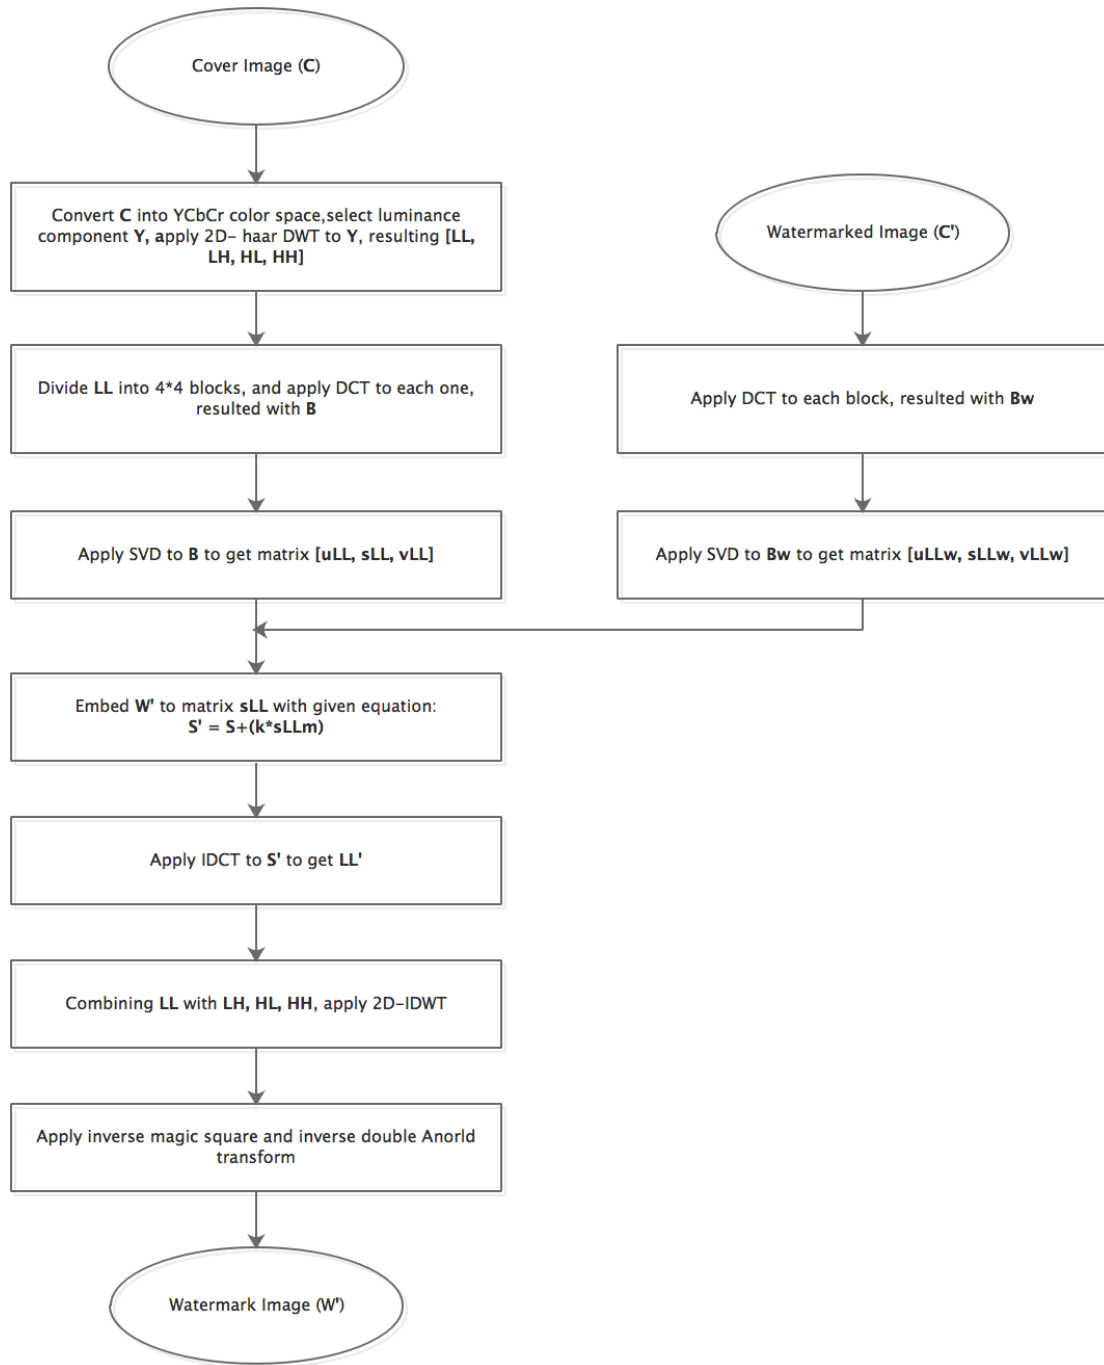 Cover Image (C)
Convert C into YCbCr color space,select luminance
component Y, apply 2D- haar DWT to Y, resulting [LL,
LH, HL, HH]
Watermarked Image (C')
Divide LL into 4*4 blocks, and apply DCT to each one,
resulted with B
Apply DCT to each block, resulted with Bw
Apply SVD to B to get matrix [uLL, sLL, vLL]
Apply SVD to Bw to get matrix [uLLw, sLLw, vLLw]
Embed W' to matrix sLL with given equation:
S' = S+(k*sLLm)
Apply IDCT to S' to get LL'
Combining LL with LH, HL, HH, apply 2D-IDWT
Apply inverse magic square and inverse double Anorld
transform
Watermark Image (W')